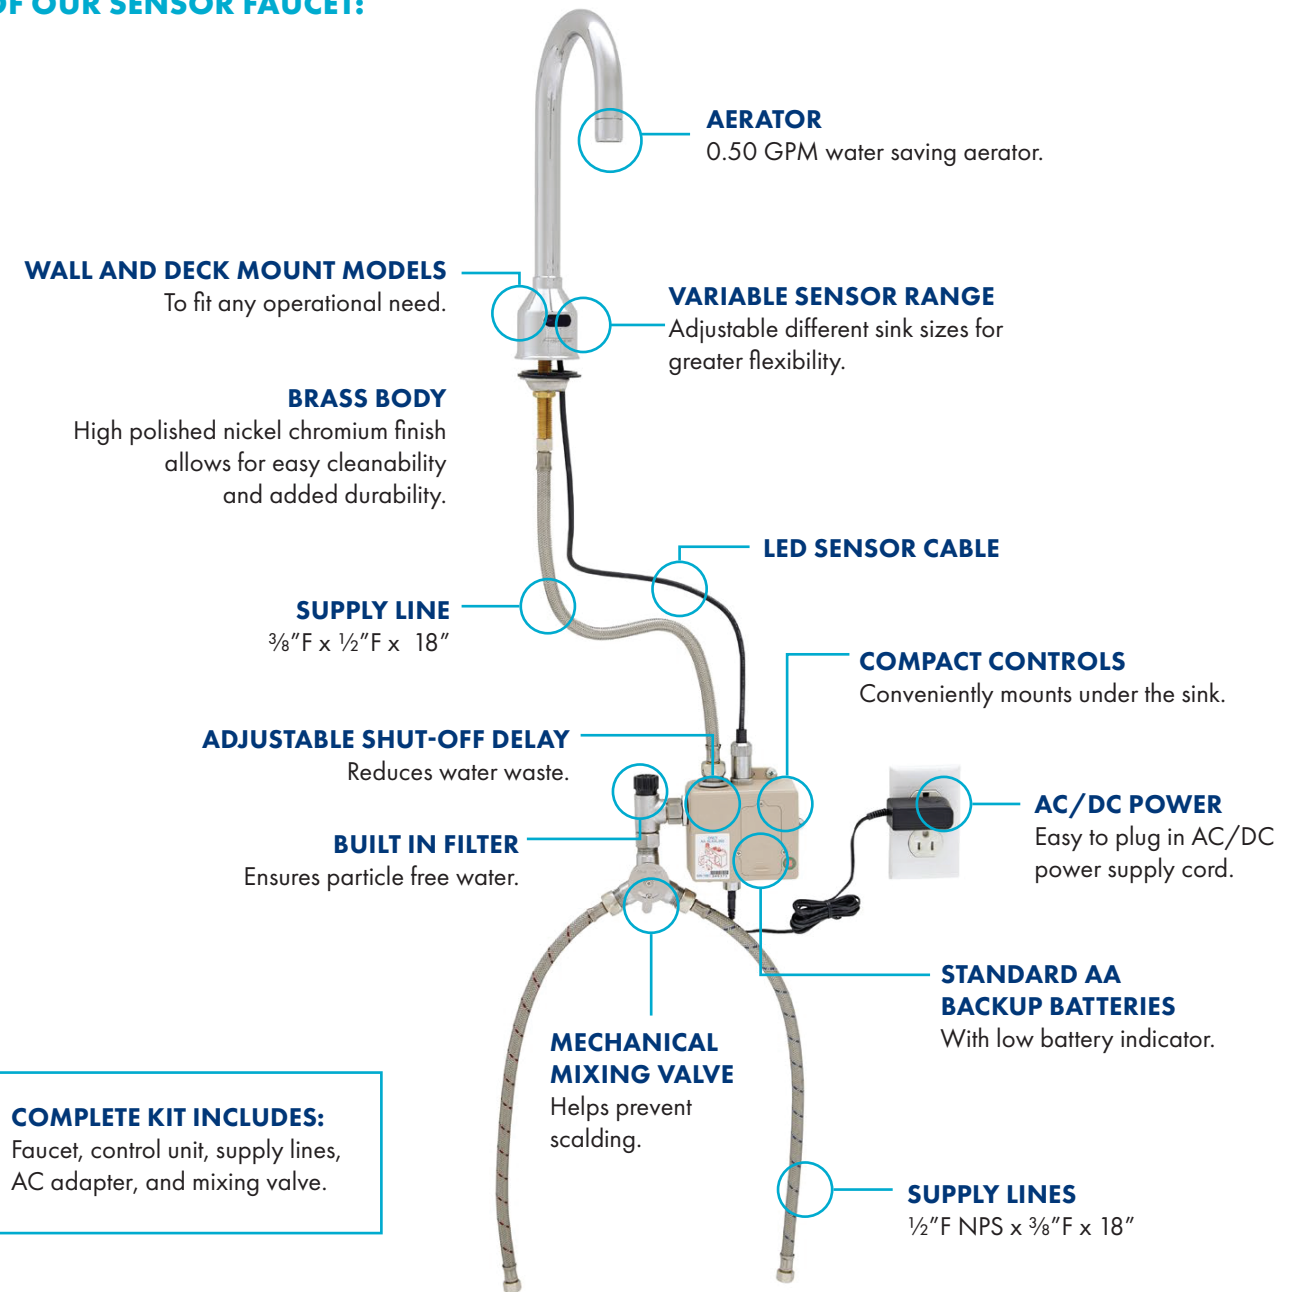 OF OUR SENSOR FAUCET:
AERATOR
0.50 GPM water saving aerator.
WALL AND DECK MOUNT MODELS
To fit any operational need.
VARIABLE SENSOR RANGE
Adjustable different sink sizes for
greater flexibility.
BRASS BODY
High polished nickel chromium finish
allows for easy cleanability
and added durability.
LED SENSOR CABLE
SUPPLY LINE
⅜"F x ½"F x 18"
COMPACT CONTROLS
Conveniently mounts under the sink.
ADJUSTABLE SHUT-OFF DELAY
Reduces water waste.
AC/DC POWER
Easy to plug in AC/DC
power supply cord.
BUILT IN FILTER
Ensures particle free water.
STANDARD AA
BACKUP BATTERIES
With low battery indicator.
MECHANICAL
MIXING VALVE
Helps prevent
scalding.
COMPLETE KIT INCLUDES:
Faucet, control unit, supply lines,
AC adapter, and mixing valve.
SUPPLY LINES
½"F NPS x ⅜"F x 18"